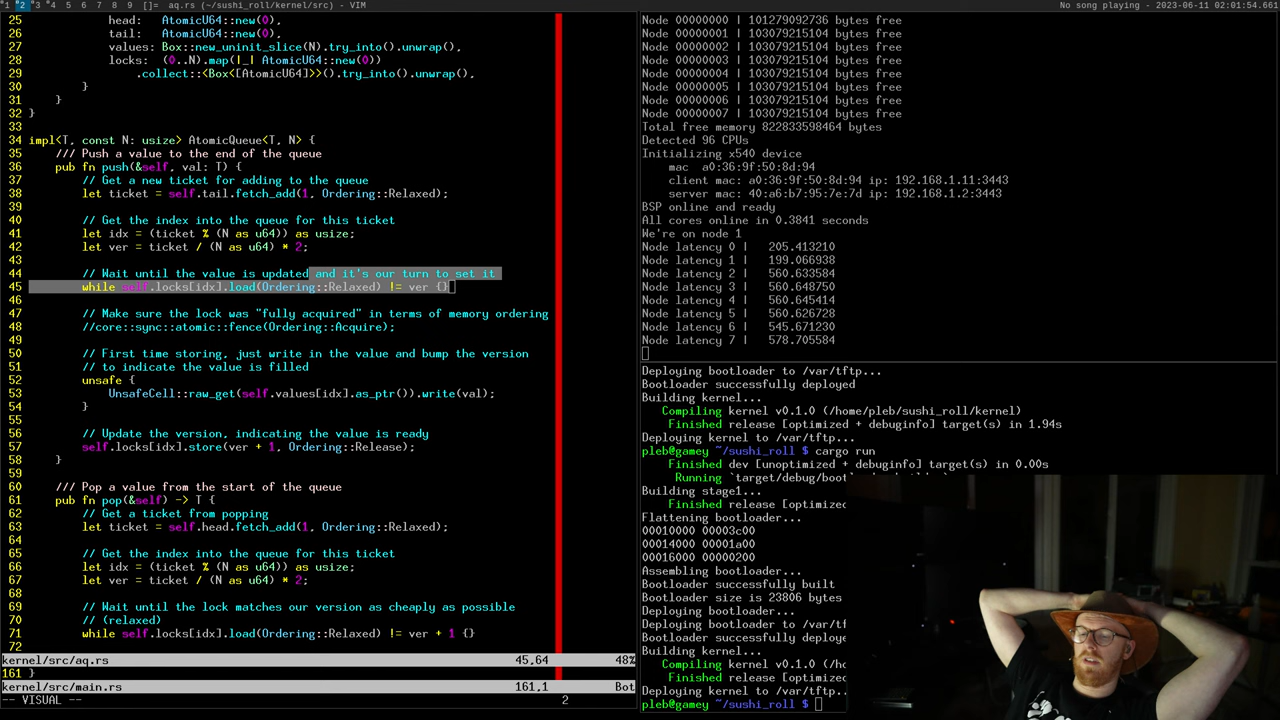 1 2 3 4 5 6 7 8 9 []= aq.rs (~/sushi_roll/kernel/src) - VIM
No song playing - 2023-06-11 02:01:54.661
25 head: AtomicU64::new(0),
26 tail: AtomicU64::new(0),
27 values: Box::new_uninit_slice(N).try_into().unwrap(),
28 locks: (0..N).map(|_| AtomicU64::new(0))
29 .collect::<Box<[AtomicU64]>>().try_into().unwrap(),
30 }
31 }
32 }
33
34 impl<T, const N: usize> AtomicQueue<T, N> {
35 /// Push a value to the end of the queue
36 pub fn push(&self, val: T) {
37 // Get a new ticket for adding to the queue
38 let ticket = self.tail.fetch_add(1, Ordering::Relaxed);
39
40 // Get the index into the queue for this ticket
41 let idx = (ticket % (N as u64)) as usize;
42 let ver = ticket / (N as u64) * 2;
43
44 // Wait until the value is updated and it's our turn to set it
45 while self.locks[idx].load(Ordering::Relaxed) != ver {}
46
47 // Make sure the lock was "fully acquired" in terms of memory ordering
48 //core::sync::atomic::fence(Ordering::Acquire);
49
50 // First time storing, just write in the value and bump the version
51 // to indicate the value is filled
52 unsafe {
53 UnsafeCell::raw_get(self.values[idx].as_ptr()).write(val);
54 }
55
56 // Update the version, indicating the value is ready
57 self.locks[idx].store(ver + 1, Ordering::Release);
58 }
59
60 /// Pop a value from the start of the queue
61 pub fn pop(&self) -> T {
62 // Get a ticket from popping
63 let ticket = self.head.fetch_add(1, Ordering::Relaxed);
64
65 // Get the index into the queue for this ticket
66 let idx = (ticket % (N as u64)) as usize;
67 let ver = ticket / (N as u64) * 2;
68
69 // Wait until the lock matches our version as cheaply as possible
70 // (relaxed)
71 while self.locks[idx].load(Ordering::Relaxed) != ver + 1 {}
72
kernel/src/aq.rs 45,64 48%
161 }
kernel/src/main.rs 161,1 Bot
-- VISUAL -- 2
Node 00000000 | 101279092736 bytes free
Node 00000001 | 103079215104 bytes free
Node 00000002 | 103079215104 bytes free
Node 00000003 | 103079215104 bytes free
Node 00000004 | 103079215104 bytes free
Node 00000005 | 103079215104 bytes free
Node 00000006 | 103079215104 bytes free
Node 00000007 | 103079215104 bytes free
Total free memory 822833598464 bytes
Detected 96 CPUs
Initializing x540 device
mac a0:36:9f:50:8d:94
client mac: a0:36:9f:50:8d:94 ip: 192.168.1.11:3443
server mac: 40:a6:b7:95:7e:7d ip: 192.168.1.2:3443
BSP online and ready
All cores online in 0.3841 seconds
We're on node 1
Node latency 0 | 205.413210
Node latency 1 | 199.066938
Node latency 2 | 560.633584
Node latency 3 | 560.648750
Node latency 4 | 560.645414
Node latency 5 | 560.626728
Node latency 6 | 545.671230
Node latency 7 | 578.705584
Deploying bootloader to /var/tftp...
Bootloader successfully deployed
Building kernel...
Compiling kernel v0.1.0 (/home/pleb/sushi_roll/kernel)
Finished release [optimized + debuginfo] target(s) in 1.94s
Deploying kernel to /var/tftp...
pleb@gamey ~/sushi_roll $ cargo run
Finished dev [unoptimized + debuginfo] target(s) in 0.00s
Running `target/debug/boot
Building stage1...
Finished release [optimized
Flattening bootloader...
00010000 00003c00
00014000 00001a00
00016000 00000200
Assembling bootloader...
Bootloader successfully built
Bootloader size is 23806 bytes
Deploying bootloader...
Deploying bootloader to /var/tf
Bootloader successfully deploye
Building kernel...
Compiling kernel v0.1.0 (/ho
Finished release [optimized
Deploying kernel to /var/tftp..
pleb@gamey ~/sushi_roll $